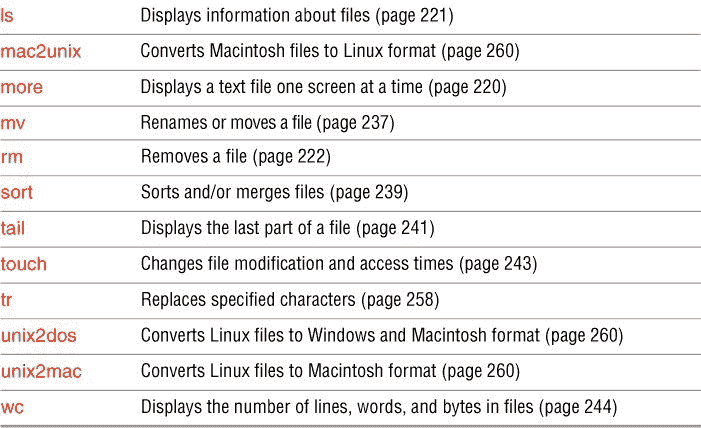 ls Displays information about files (page 221)
mac2unix Converts Macintosh files to Linux format (page 260)
more Displays a text file one screen at a time (page 220)
mv Renames or moves a file (page 237)
rm Removes a file (page 222)
sort Sorts and/or merges files (page 239)
tail Displays the last part of a file (page 241)
touch Changes file modification and access times (page 243)
tr Replaces specified characters (page 258)
unix2dos Converts Linux files to Windows and Macintosh format (page 260)
unix2mac Converts Linux files to Macintosh format (page 260)
wc Displays the number of lines, words, and bytes in files (page 244)